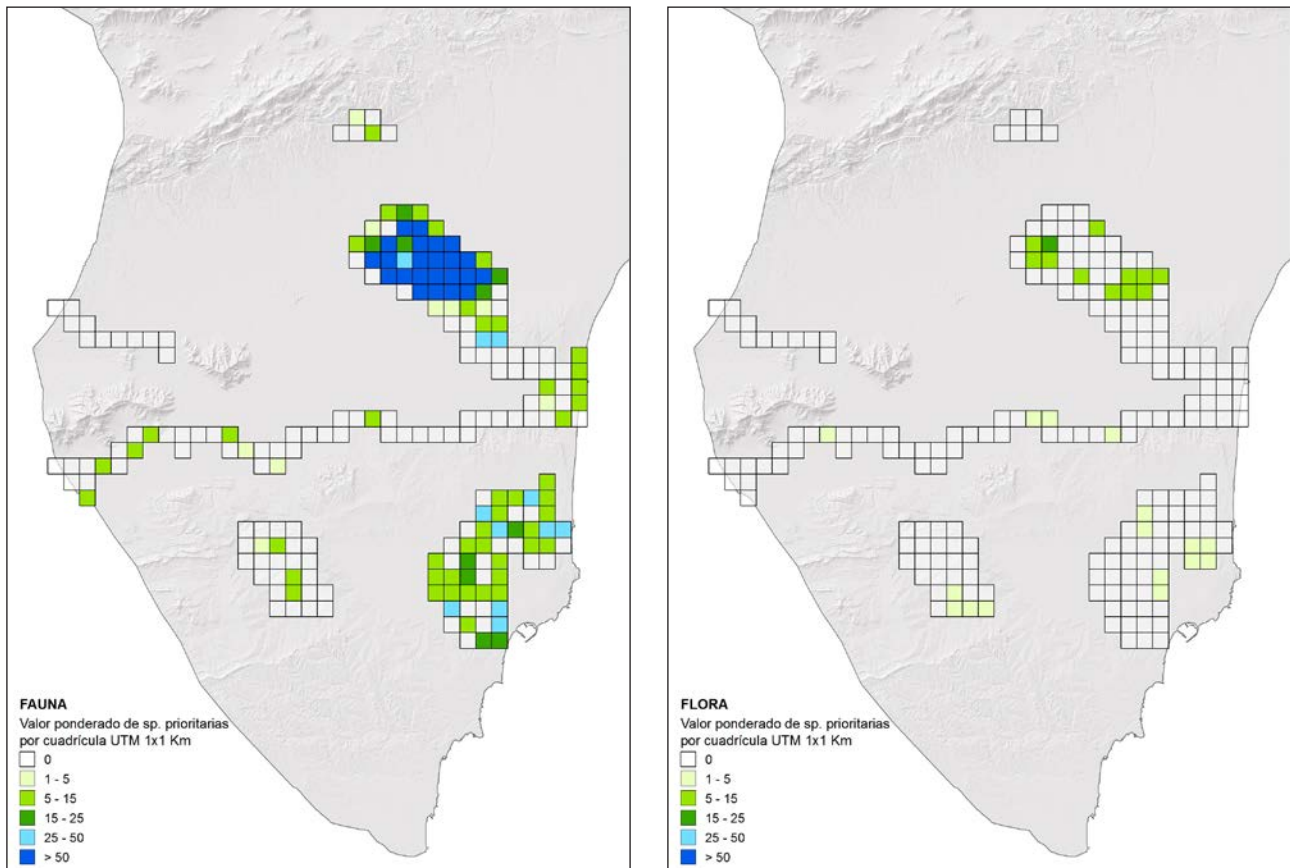 FAUNA
Valor ponderado de sp. prioritarias
por cuadrícula UTM 1x1 Km
0
1 - 5
5 - 15
15 - 25
25 - 50
> 50
FLORA
Valor ponderado de sp. prioritarias
por cuadrícula UTM 1x1 Km
0
1 - 5
5 - 15
15 - 25
25 - 50
> 50